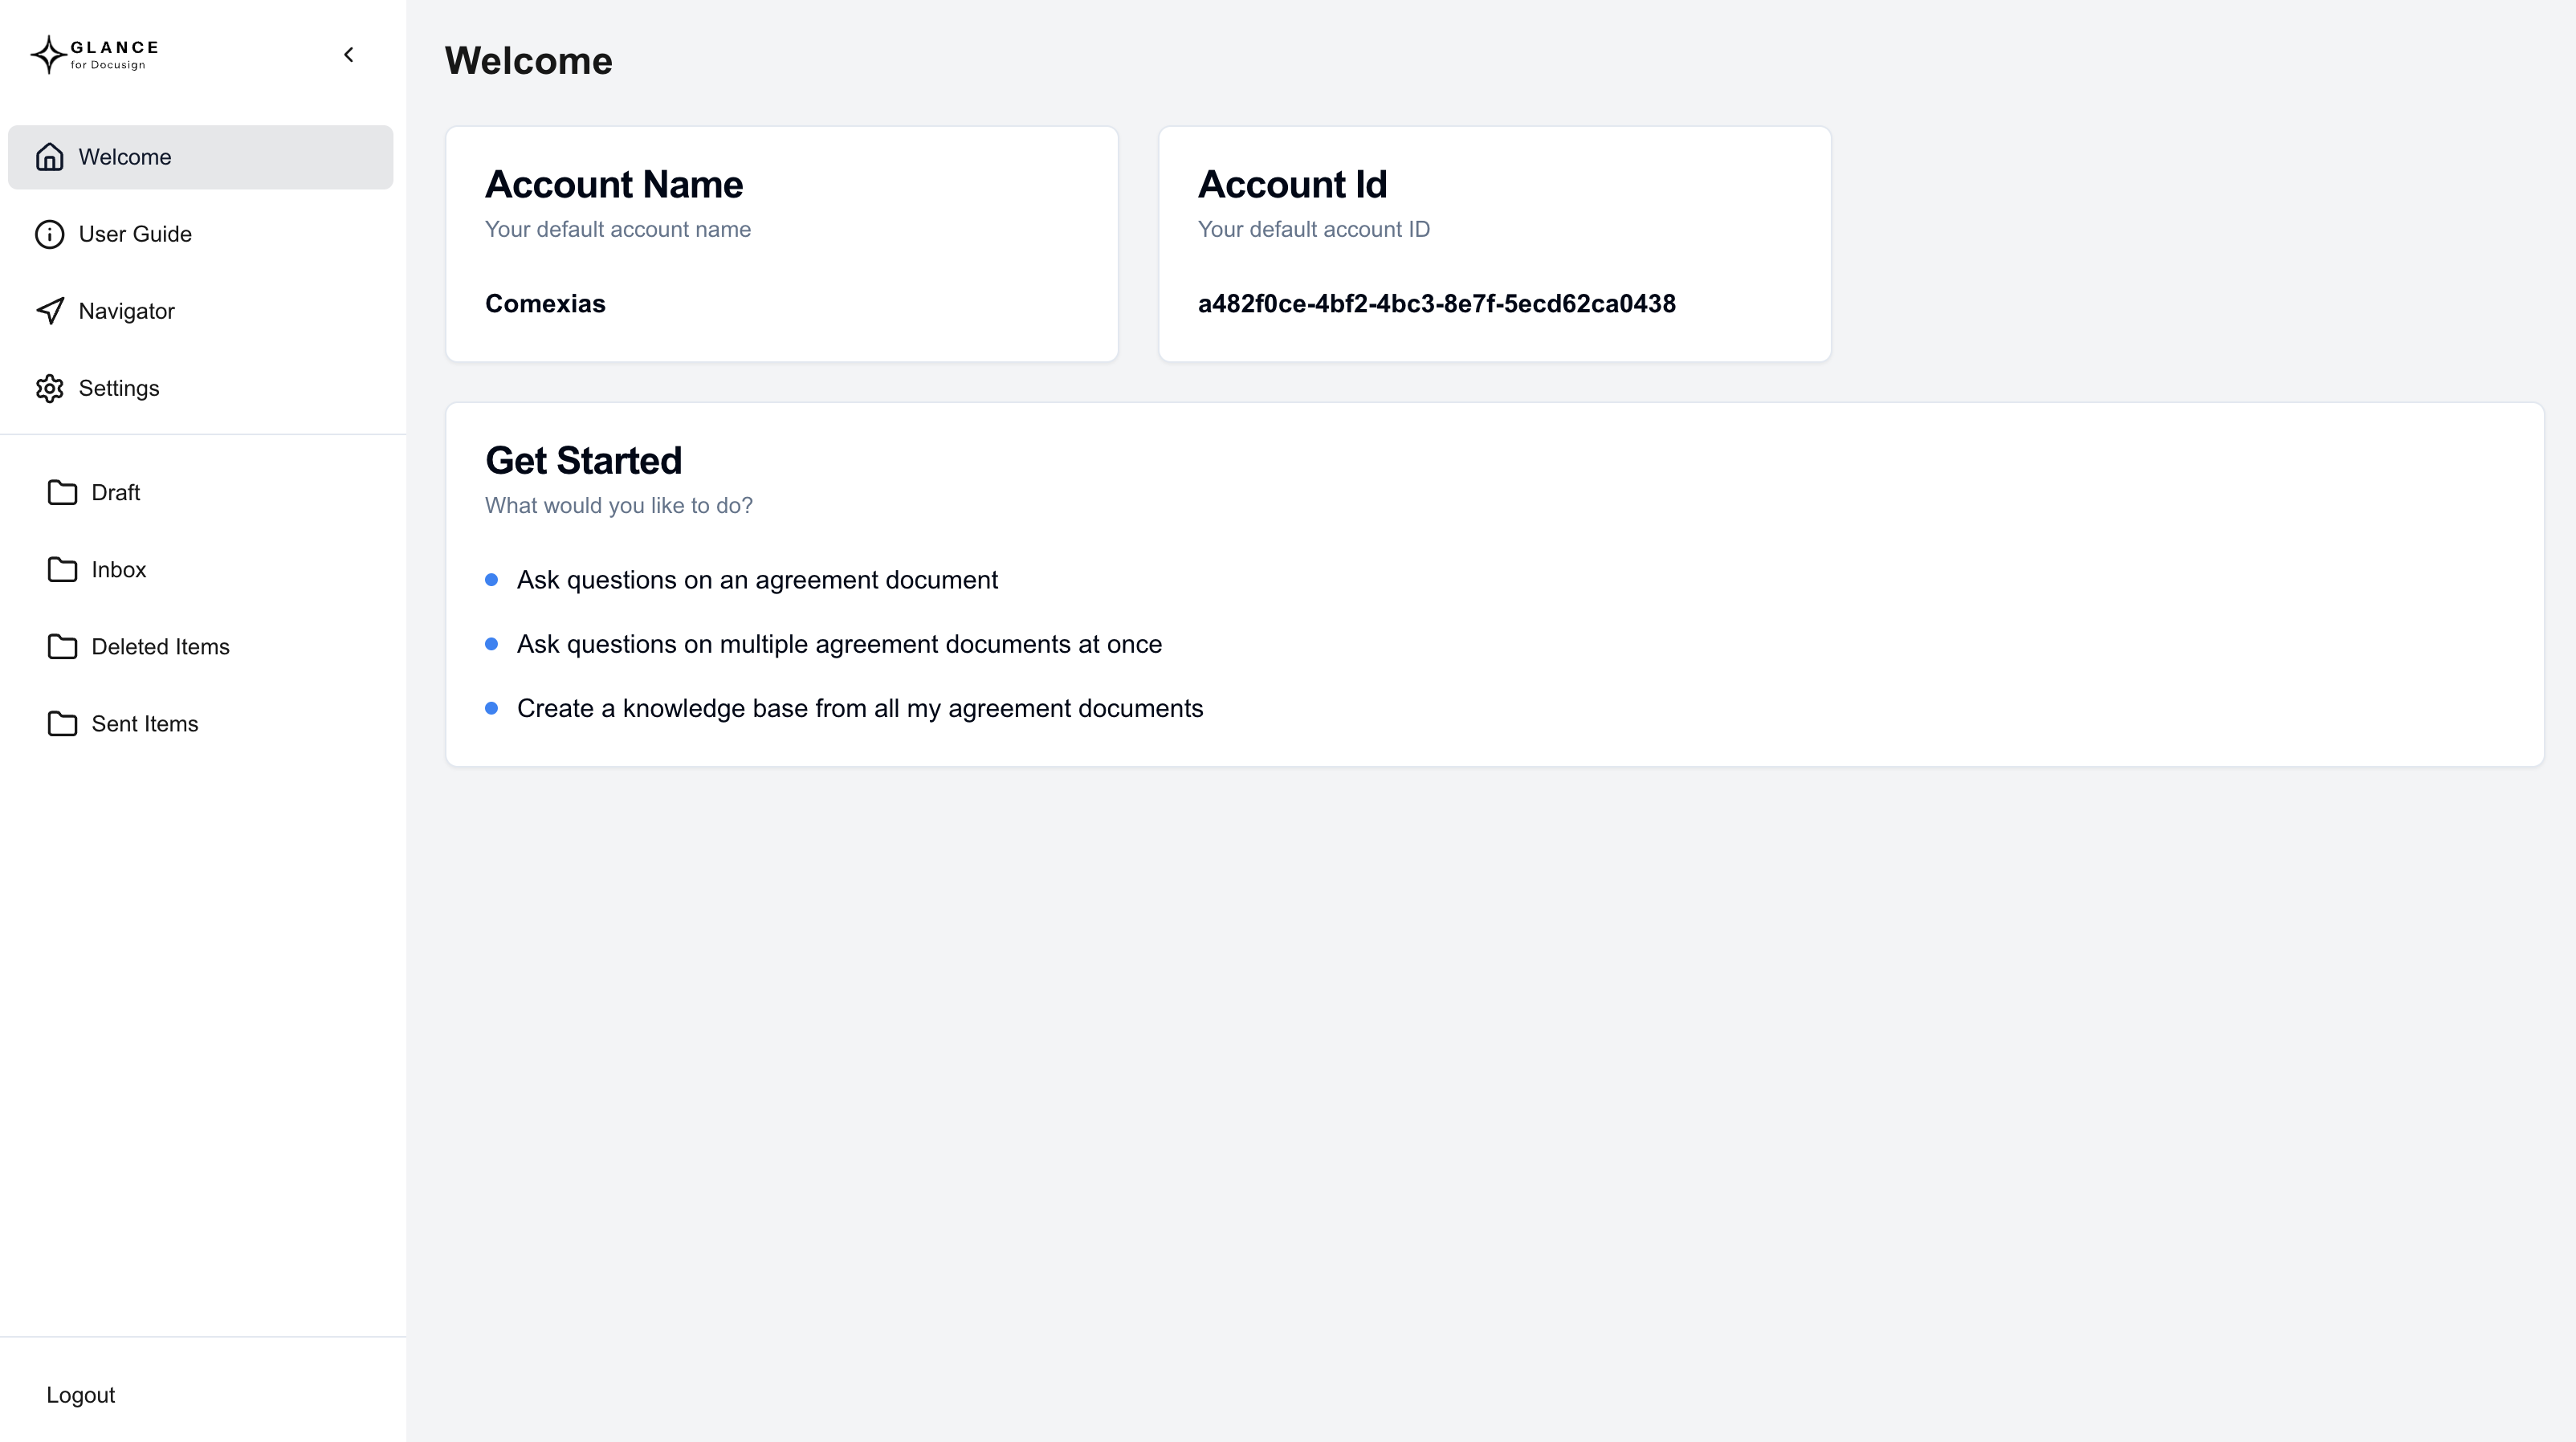 GLANCE
for Docusign
Welcome
User Guide
Navigator
Settings
Draft
Inbox
Deleted Items
Sent Items
Logout
Welcome
Account Name
Your default account name
Comexias
Account Id
Your default account ID
a482f0ce-4bf2-4bc3-8e7f-5ecd62ca0438
Get Started
What would you like to do?
Ask questions on an agreement document
Ask questions on multiple agreement documents at once
Create a knowledge base from all my agreement documents